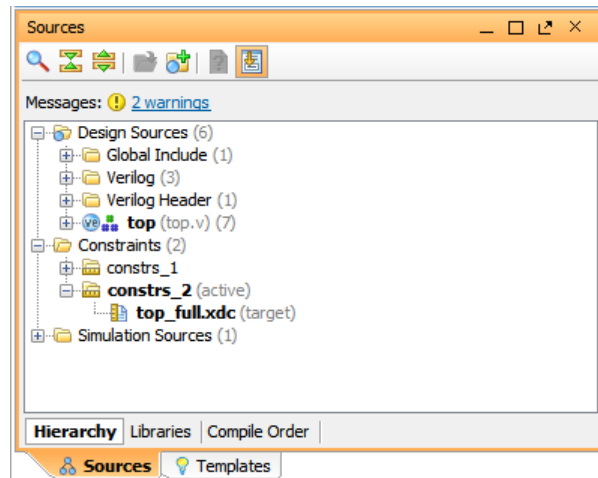 Sources
Messages: 2 warnings
Design Sources (6)
Global Include (1)
Verilog (3)
Verilog Header (1)
ve top (top.v) (7)
Constraints (2)
constrs_1
constrs_2 (active)
top_full.xdc (target)
Simulation Sources (1)
Hierarchy Libraries Compile Order
Sources Templates